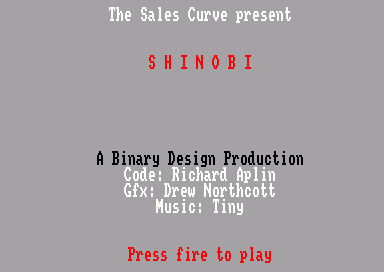 The Sales Curve present
S H I N O B I
A Binary Design Production
Code: Richard Aplin
Gfx: Drew Northcott
Music: Tiny
Press fire to play